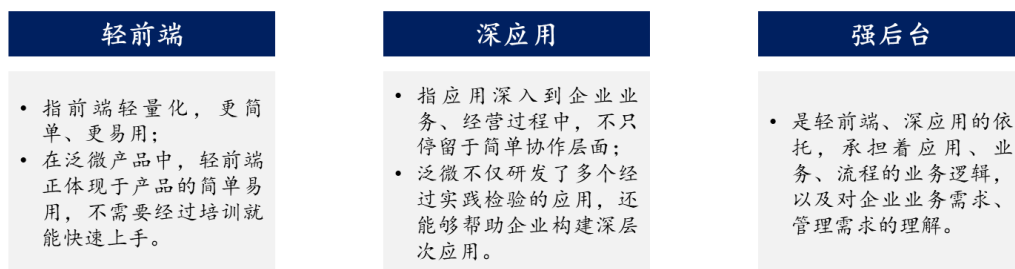 轻前端
• 指前端轻量化，更简
单、更易用；
• 在泛微产品中，轻前端
正体现于产品的简单易
用，不需要经过培训就
能快速上手。
深应用
• 指应用深入到企业业
务、经营过程中，不只
停留于简单协作层面；
• 泛微不仅研发了多个经
过实践检验的应用，还
能够帮助企业构建深层
次应用。
强后台
• 是轻前端、深应用的依
托，承担着应用、业
务、流程的业务逻辑，
以及对企业业务需求、
管理需求的理解。